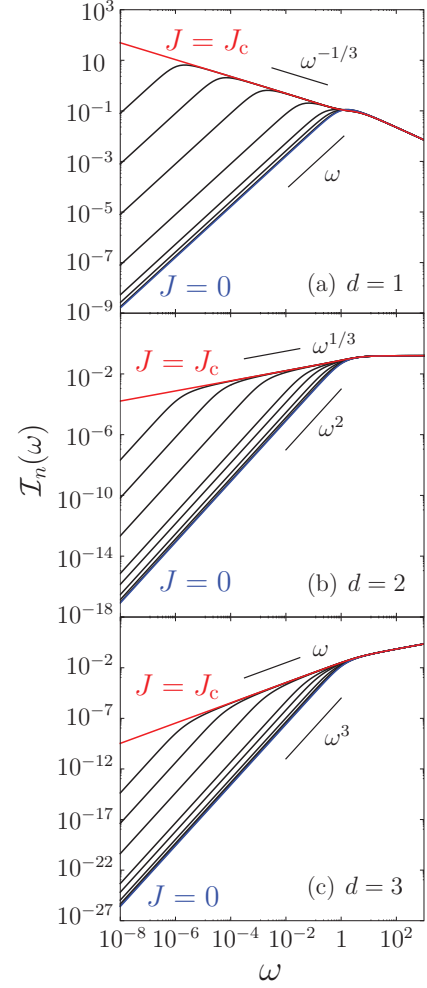 10^3
10
10^{-1}
10^{-3}
10^{-5}
10^{-7}
10^{-9}
J = J_c
ω^{-1/3}
ω
J = 0
(a) d = 1
10^{-2}
10^{-6}
10^{-10}
10^{-14}
10^{-18}
J = J_c
ω^{1/3}
ω^2
J = 0
(b) d = 2
I_n(ω)
10^{-2}
10^{-7}
10^{-12}
10^{-17}
10^{-22}
10^{-27}
J = J_c
ω
ω^3
J = 0
(c) d = 3
10^{-8} 10^{-6} 10^{-4} 10^{-2} 1 10^2
ω